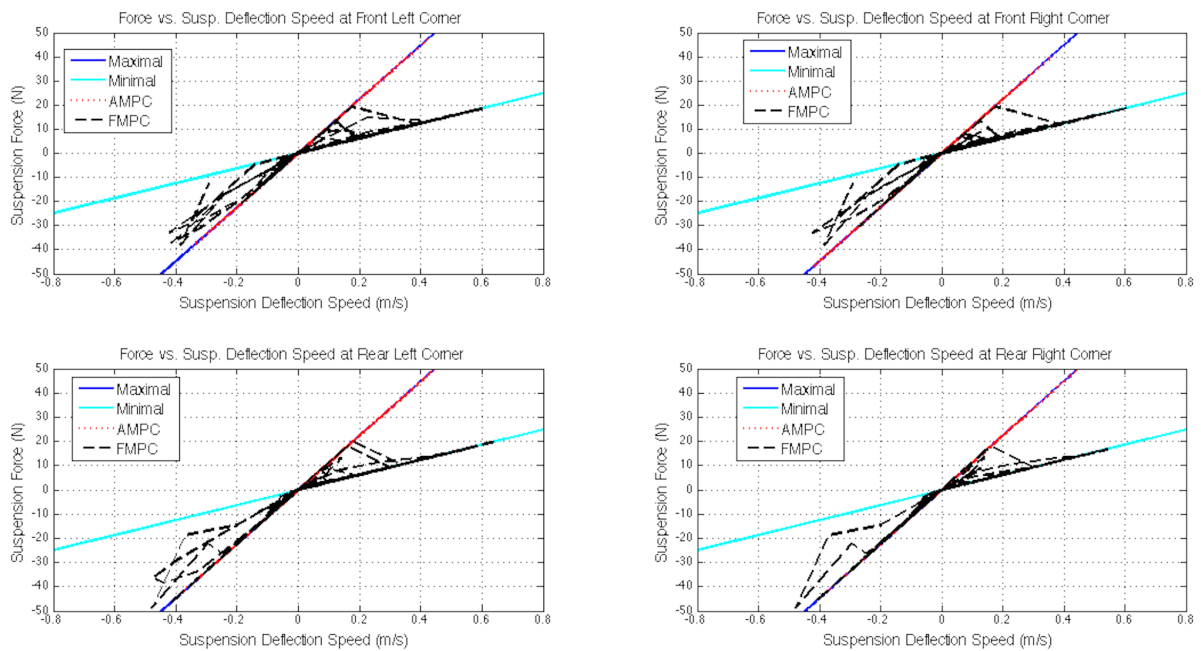 Force vs. Susp. Deflection Speed at Front Left Corner
50
40
30
20
10
0
-10
-20
-30
-40
-50
Suspension Force (N)
Maximal
Minimal
AMPC
FMPC
-0.8 -0.6 -0.4 -0.2 0 0.2 0.4 0.6 0.8
Suspension Deflection Speed (m/s)
Force vs. Susp. Deflection Speed at Front Right Corner
50
40
30
20
10
0
-10
-20
-30
-40
-50
Suspension Force (N)
Maximal
Minimal
AMPC
FMPC
-0.8 -0.6 -0.4 -0.2 0 0.2 0.4 0.6 0.8
Suspension Deflection Speed (m/s)
Force vs. Susp. Deflection Speed at Rear Left Corner
50
40
30
20
10
0
-10
-20
-30
-40
-50
Suspension Force (N)
Maximal
Minimal
AMPC
FMPC
-0.8 -0.6 -0.4 -0.2 0 0.2 0.4 0.6 0.8
Suspension Deflection Speed (m/s)
Force vs. Susp. Deflection Speed at Rear Right Corner
50
40
30
20
10
0
-10
-20
-30
-40
-50
Suspension Force (N)
Maximal
Minimal
AMPC
FMPC
-0.8 -0.6 -0.4 -0.2 0 0.2 0.4 0.6 0.8
Suspension Deflection Speed (m/s)